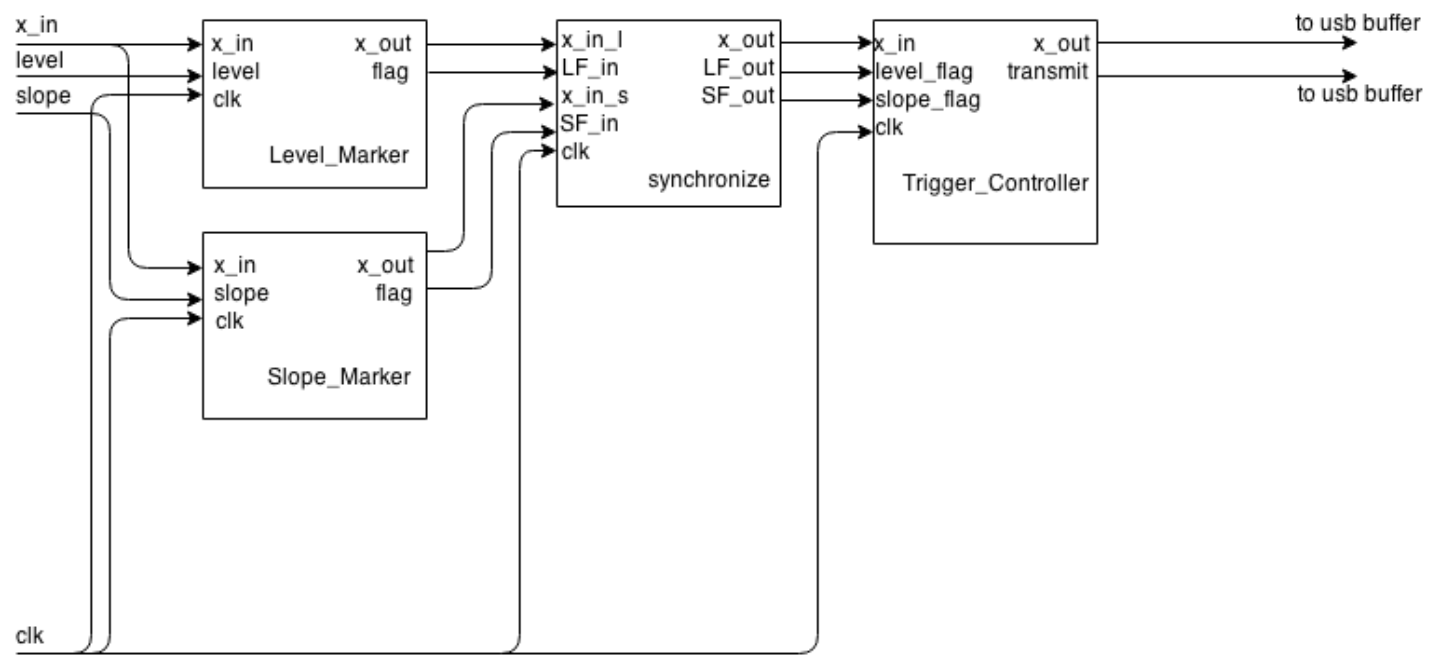 x_in
level
slope
x_in x_out
level flag
clk
Level_Marker
x_in_l x_out
LF_in LF_out
x_in_s SF_out
SF_in
clk
synchronize
x_in x_out
level_flag transmit
slope_flag
clk
Trigger_Controller
to usb buffer
to usb buffer
x_in x_out
slope flag
clk
Slope_Marker
clk